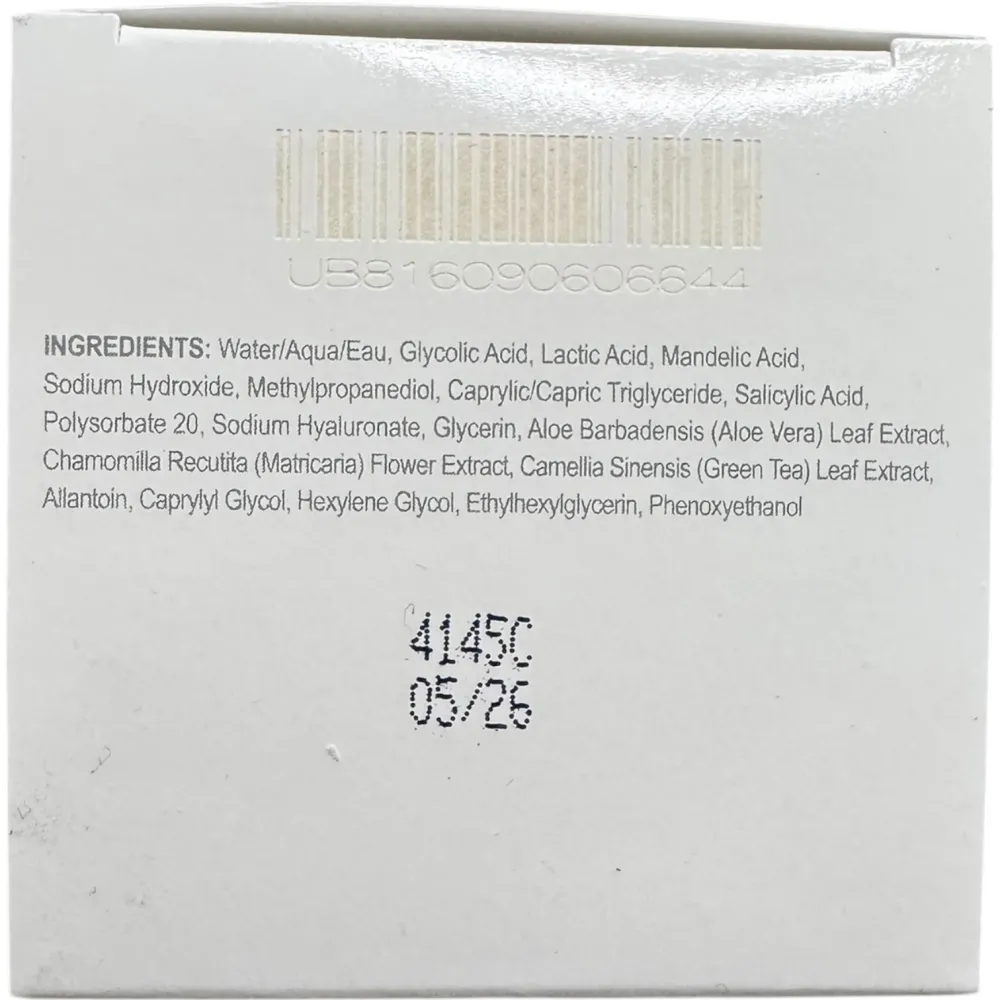 UB816090606644
INGREDIENTS: Water/Aqua/Eau, Glycolic Acid, Lactic Acid, Mandelic Acid,
Sodium Hydroxide, Methylpropanediol, Caprylic/Capric Triglyceride, Salicylic Acid,
Polysorbate 20, Sodium Hyaluronate, Glycerin, Aloe Barbadensis (Aloe Vera) Leaf Extract,
Chamomilla Recutita (Matricaria) Flower Extract, Camellia Sinensis (Green Tea) Leaf Extract,
Allantoin, Caprylyl Glycol, Hexylene Glycol, Ethylhexylglycerin, Phenoxyethanol
4145C
05/26